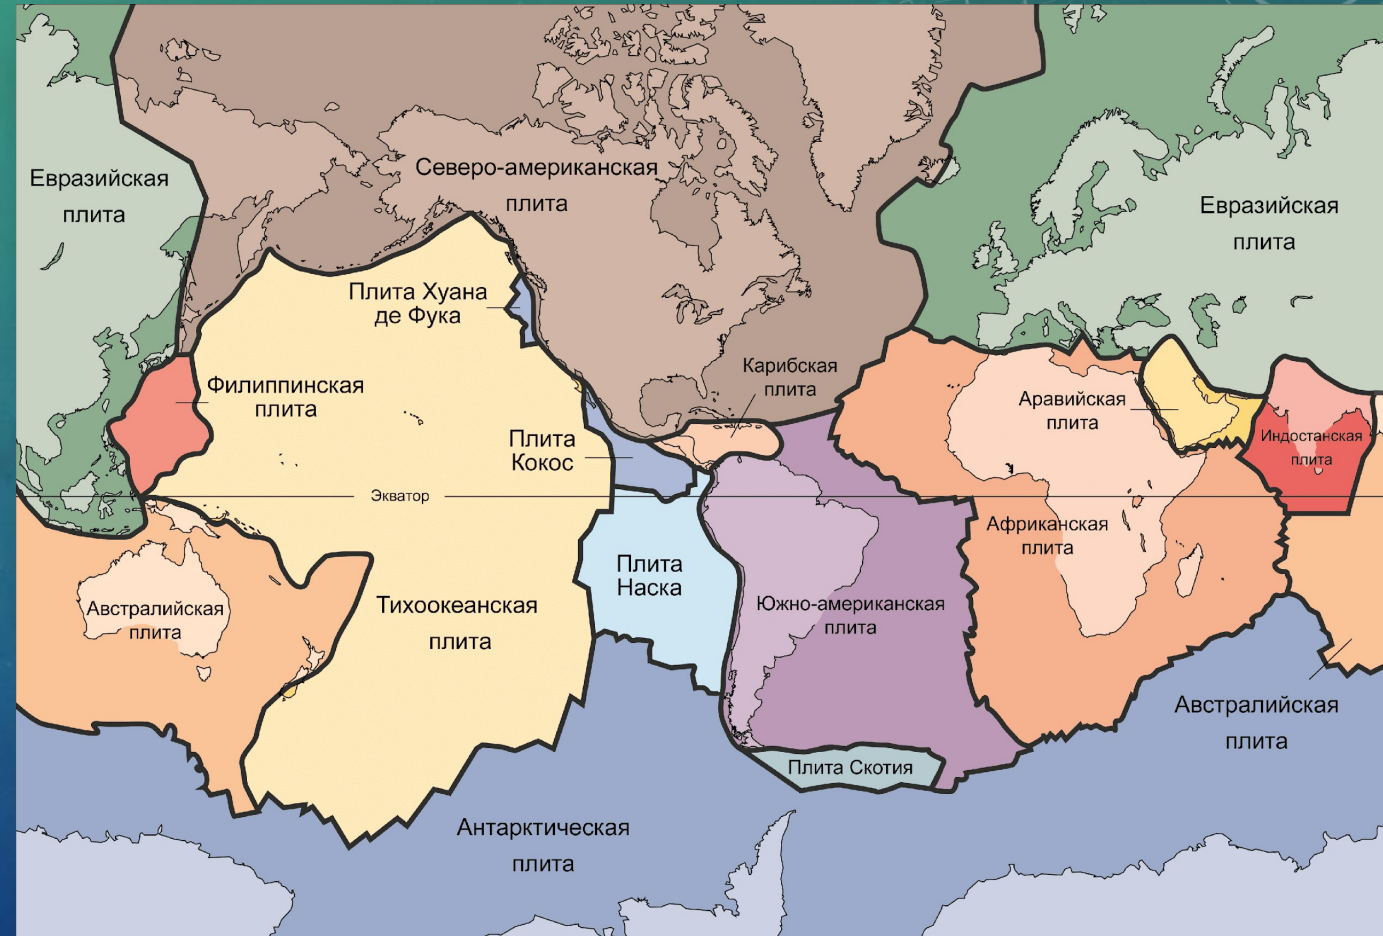 Северо-американская
плита
Евразийская
плита
Евразийская
плита
Плита Хуана
де Фука
Карибская
плита
Филиппинская
плита
Аравийская
плита
Плита
Кокос
Индостанская
плита
Экватор
Африканская
плита
Плита
Наска
Австралийская
плита
Тихоокеанская
плита
Южно-американская
плита
Австралийская
плита
Плита Скотия
Антарктическая
плита